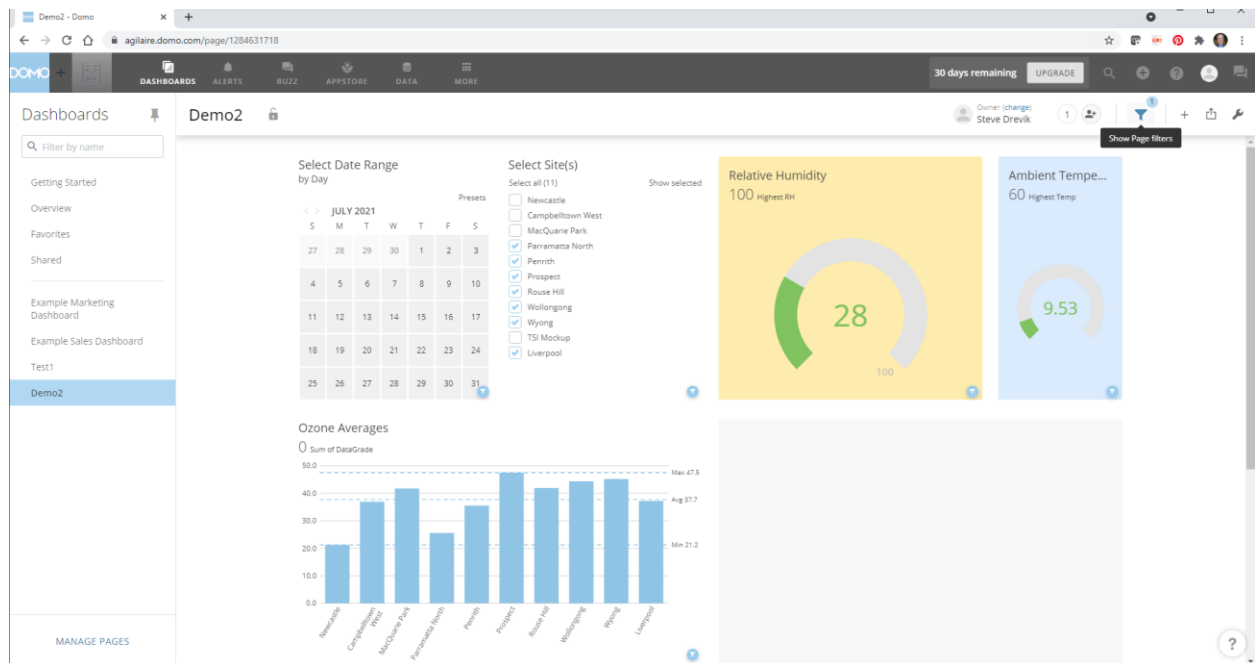 Demo2 - Domo
agilaire.domo.com/page/1284631718
DOMO
DASHBOARDS
ALERTS
BUZZ
APPSTORE
DATA
MORE
30 days remaining
UPGRADE
Dashboards
Filter by name
Getting Started
Overview
Favorites
Shared
Example Marketing
Dashboard
Example Sales Dashboard
Test1
Demo2
MANAGE PAGES
Demo2
Owner (change)
Steve Drevik
1
1
Show Page filters
Select Date Range
by Day
Presets
JULY 2021
S M T W T F S
27 28 29 30 1 2 3
4 5 6 7 8 9 10
11 12 13 14 15 16 17
18 19 20 21 22 23 24
25 26 27 28 29 30 31
Select Site(s)
Select all (11)
Show selected
Newcastle
Campbelltown West
MacQuarie Park
Parramatta North
Penrith
Prospect
Rouse Hill
Wollongong
Wyong
TSI Mockup
Liverpool
Relative Humidity
100 Highest RH
28
100
Ambient Tempe...
60 Highest Temp
9.53
Ozone Averages
0 Sum of DataGrade
50.0
40.0
30.0
20.0
10.0
0.0
Max 47.5
Avg 37.7
Min 21.2
Newcastle
Campbelltown
West
MacQuarie Park
Parramatta North
Penrith
Prospect
Rouse Hill
Wollongong
Wyong
Liverpool
?